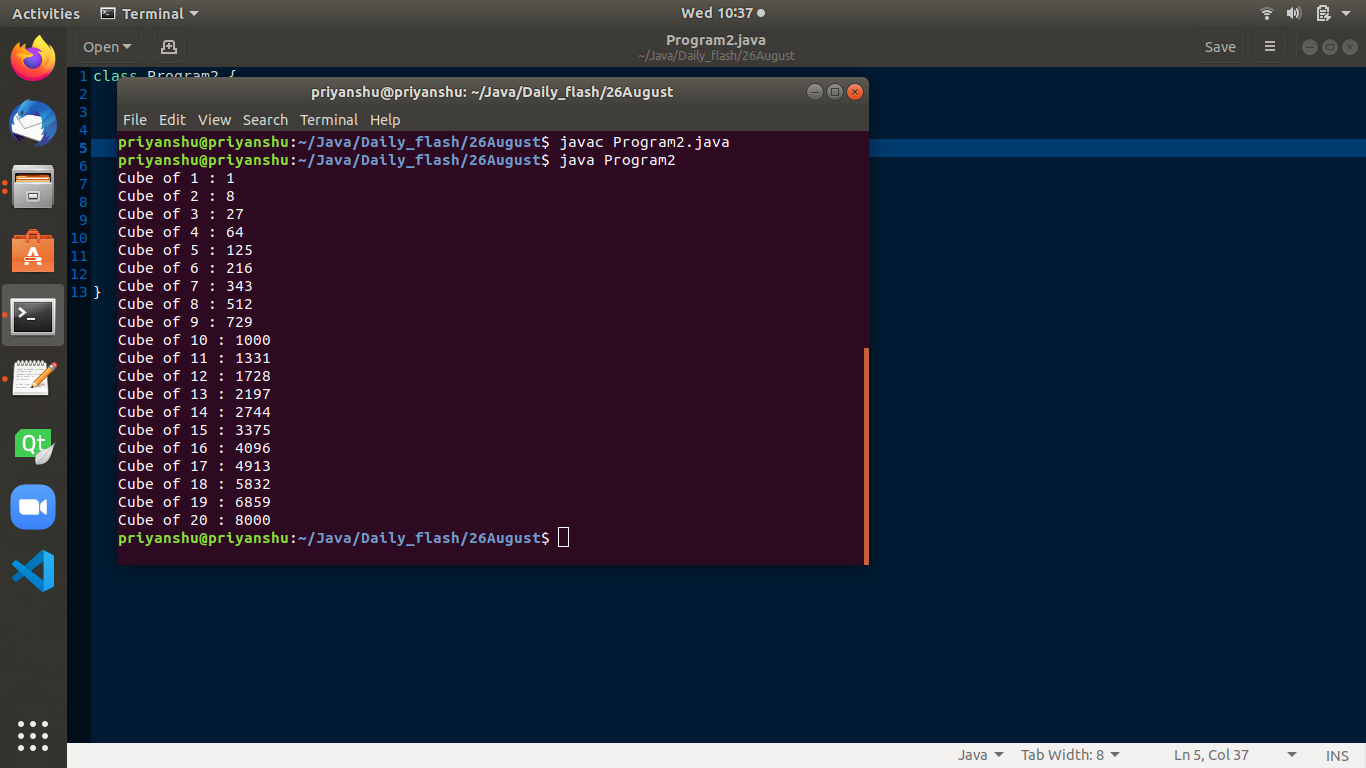 Activities Terminal Wed 10:37
Open Program2.java Save
~/Java/Daily_flash/26August
1 class Program2 {
2
3
4
5
6
7
8
9
10
11
12
13 }
priyanshu@priyanshu: ~/Java/Daily_flash/26August
File Edit View Search Terminal Help
priyanshu@priyanshu:~/Java/Daily_flash/26August$ javac Program2.java
priyanshu@priyanshu:~/Java/Daily_flash/26August$ java Program2
Cube of 1 : 1
Cube of 2 : 8
Cube of 3 : 27
Cube of 4 : 64
Cube of 5 : 125
Cube of 6 : 216
Cube of 7 : 343
Cube of 8 : 512
Cube of 9 : 729
Cube of 10 : 1000
Cube of 11 : 1331
Cube of 12 : 1728
Cube of 13 : 2197
Cube of 14 : 2744
Cube of 15 : 3375
Cube of 16 : 4096
Cube of 17 : 4913
Cube of 18 : 5832
Cube of 19 : 6859
Cube of 20 : 8000
priyanshu@priyanshu:~/Java/Daily_flash/26August$
Qt
Java Tab Width: 8 Ln 5, Col 37 INS